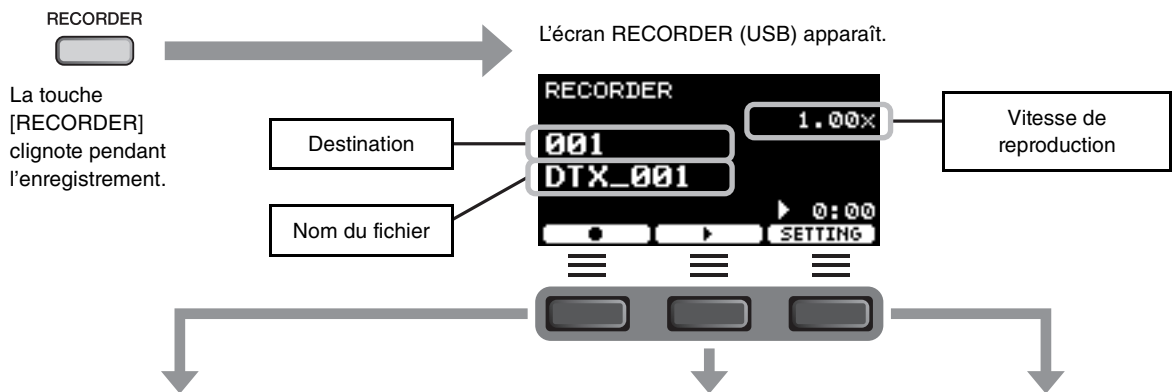 RECORDER
L'écran RECORDER (USB) apparaît.
La touche
[RECORDER]
clignote pendant
l'enregistrement.
Destination
Nom du fichier
RECORDER
1.00×
001
DTX_001
▶ 0:00
● ▶ SETTING
Vitesse de
reproduction